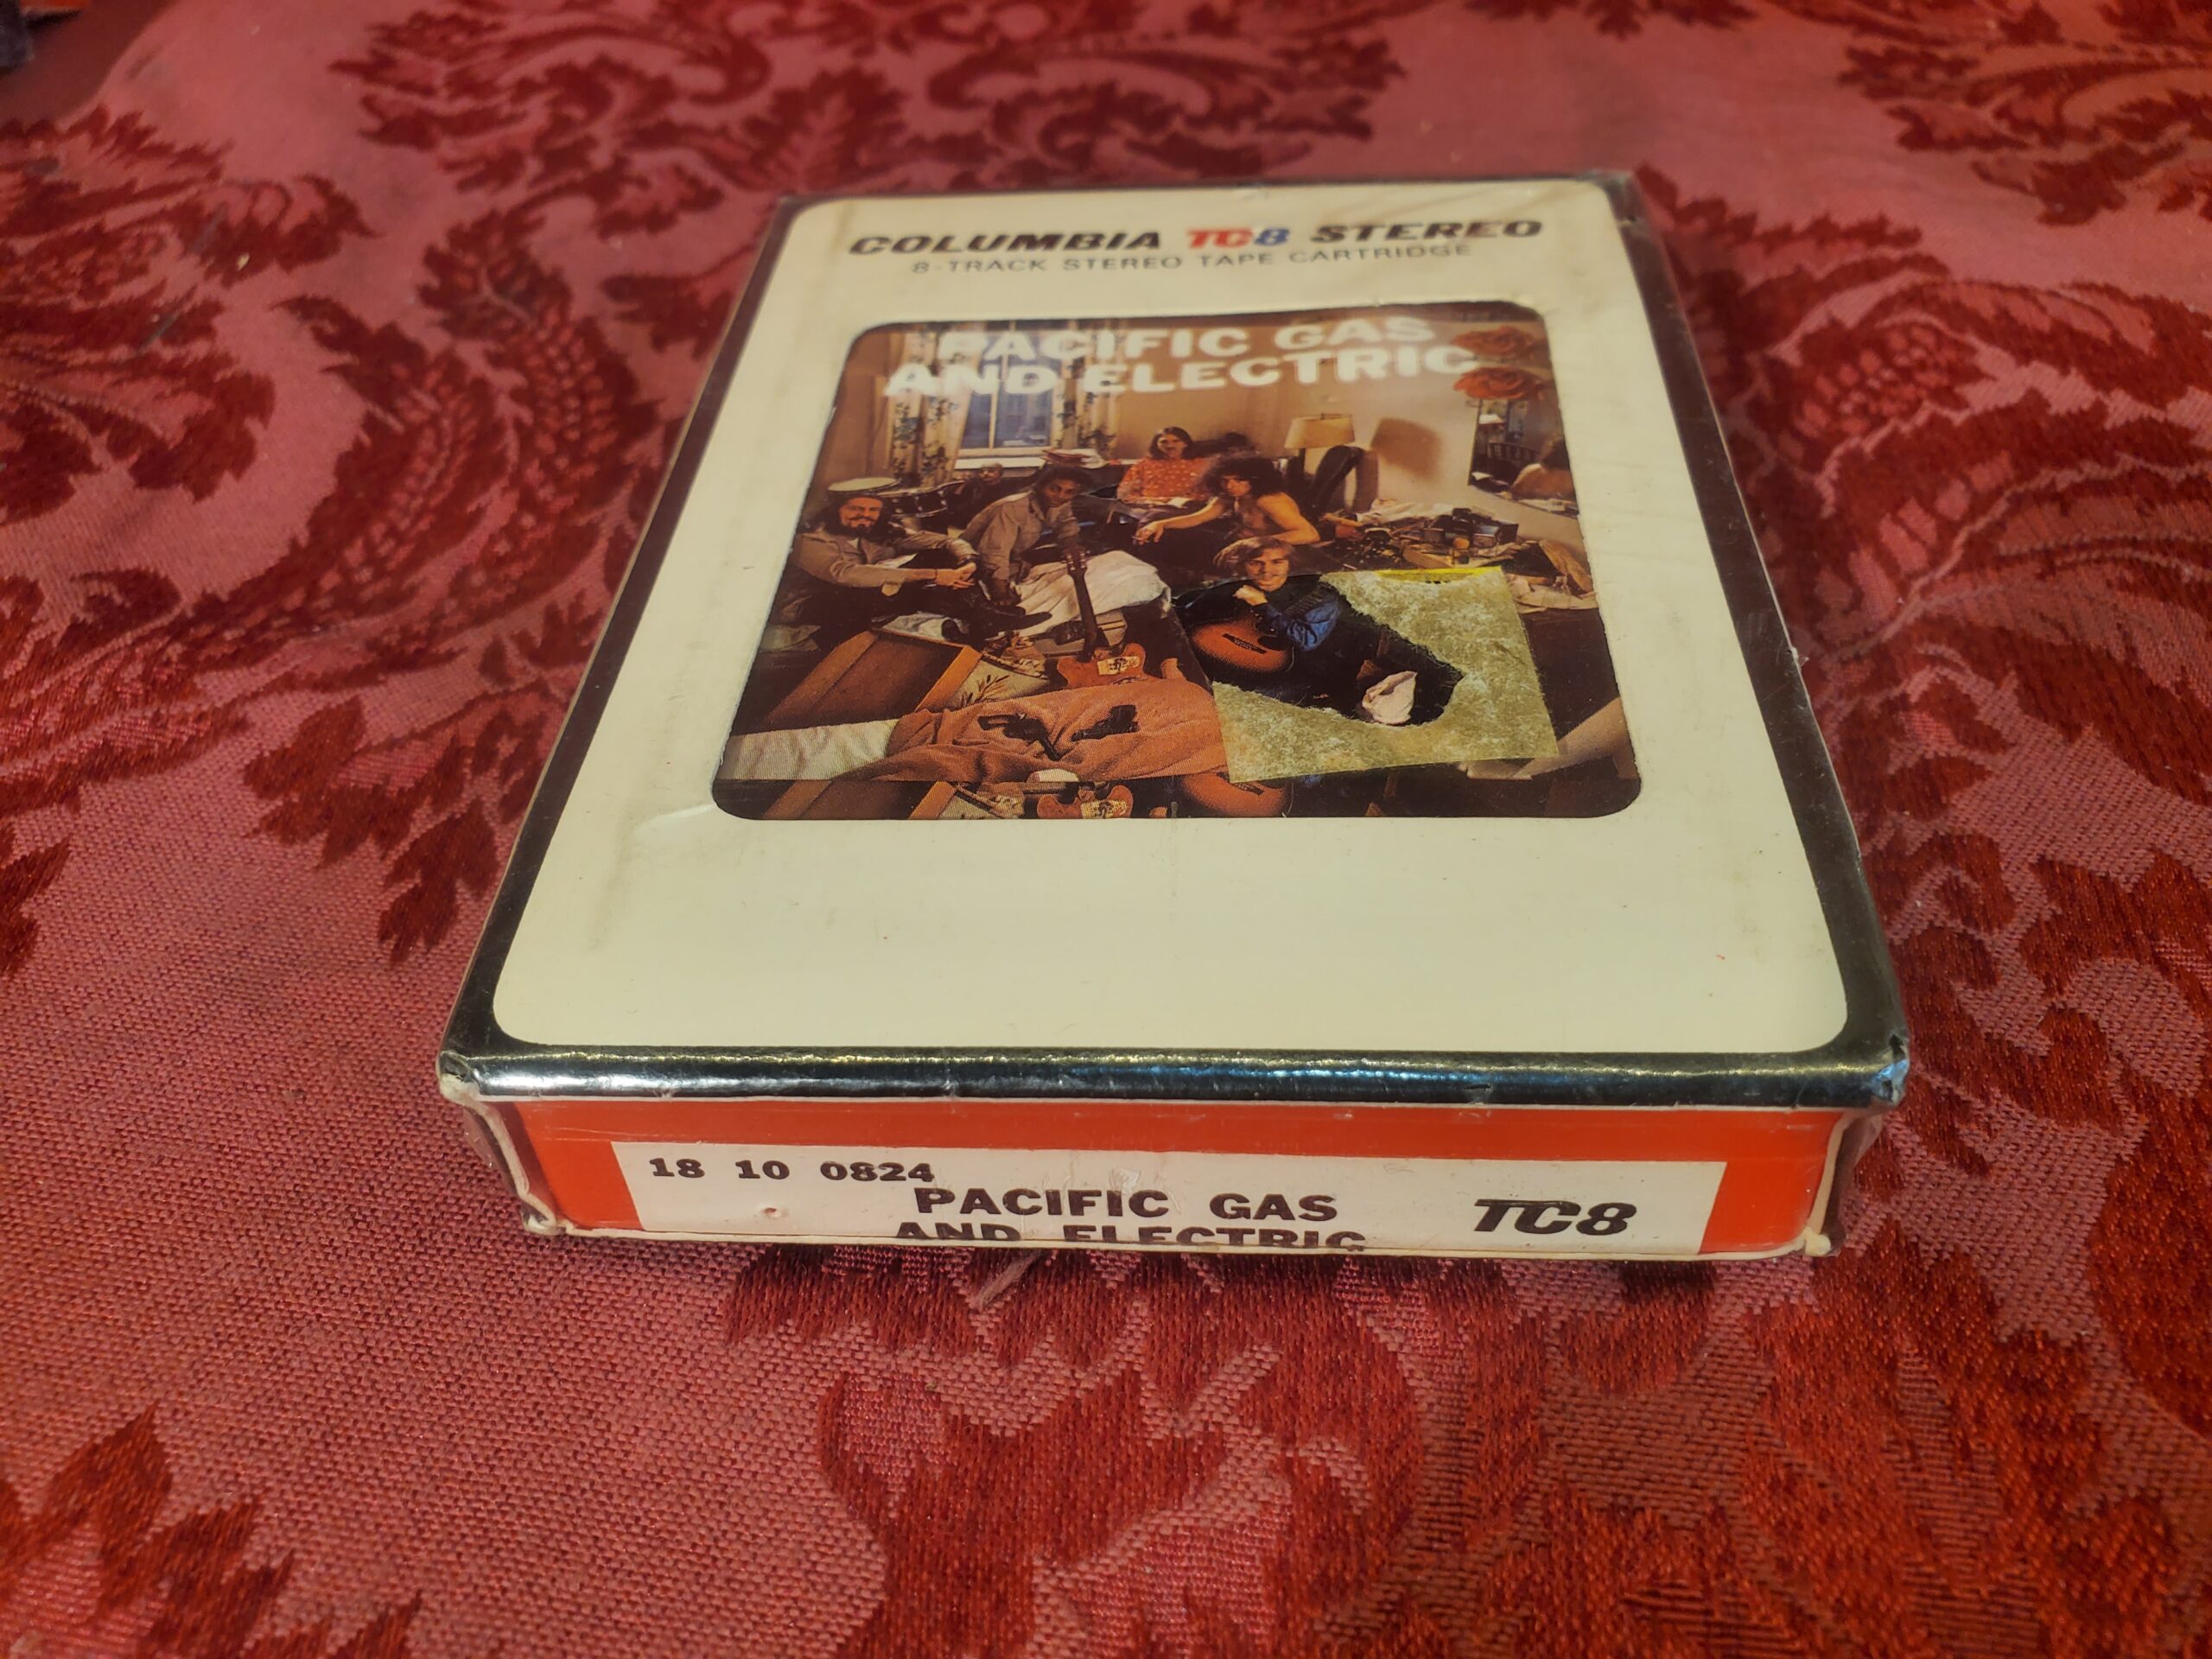 COLUMBIA TC8 STEREO
8-TRACK STEREO TAPE CARTRIDGE
PACIFIC GAS
AND ELECTRIC
18 10 0824
PACIFIC GAS
AND ELECTRIC
TC8